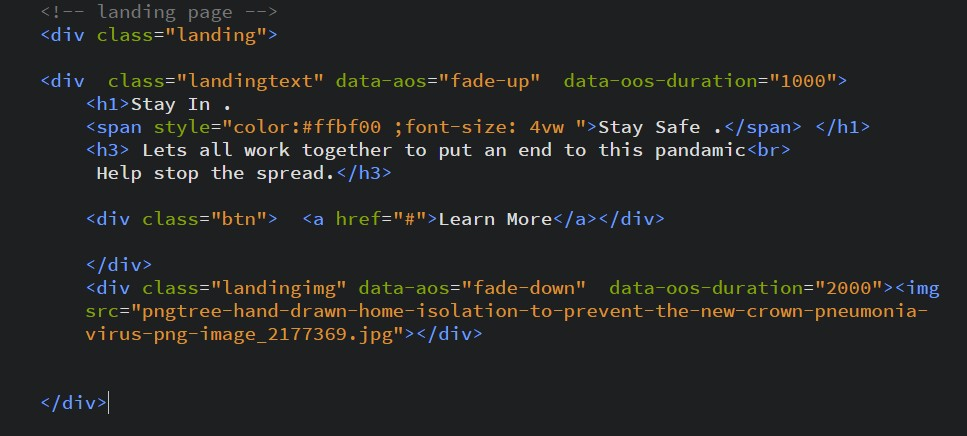 <!-- landing page -->
<div class="landing">
<div  class="landingtext" data-aos="fade-up"  data-oos-duration="1000">
<h1>Stay In .
<span style="color:#ffbf00 ;font-size: 4vw ">Stay Safe .</span> </h1>
<h3> Lets all work together to put an end to this pandamic<br>
Help stop the spread.</h3>
<div class="btn">  <a href="#">Learn More</a></div>
</div>
<div class="landingimg" data-aos="fade-down"  data-oos-duration="2000"><img
src="pngtree-hand-drawn-home-isolation-to-prevent-the-new-crown-pneumonia-
virus-png-image_2177369.jpg"></div>
</div>